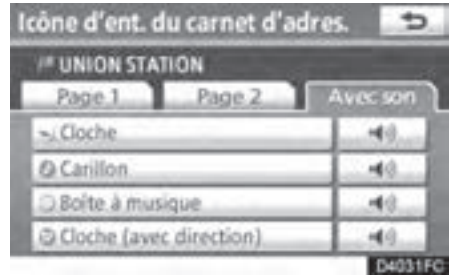 Icône d'ent. du carnet d'adres.
UNION STATION
Page 1 Page 2 Avec son
Cloche
Carillon
Boîte à musique
Cloche (avec direction)
D4031FC